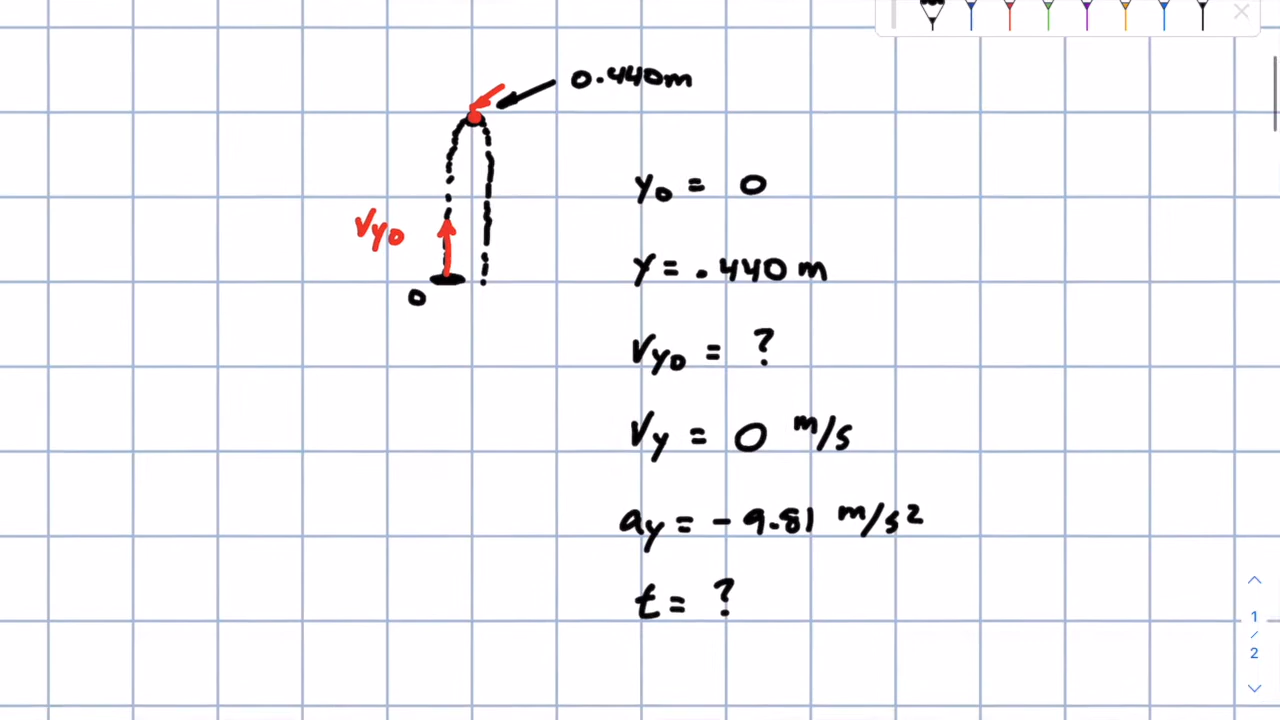 0.440m
y₀ = 0
y = .440 m
Vy₀
Vy₀ = ?
0
Vy = 0 m/s
ay = - 9.81 m/s²
t = ?
1
/
2